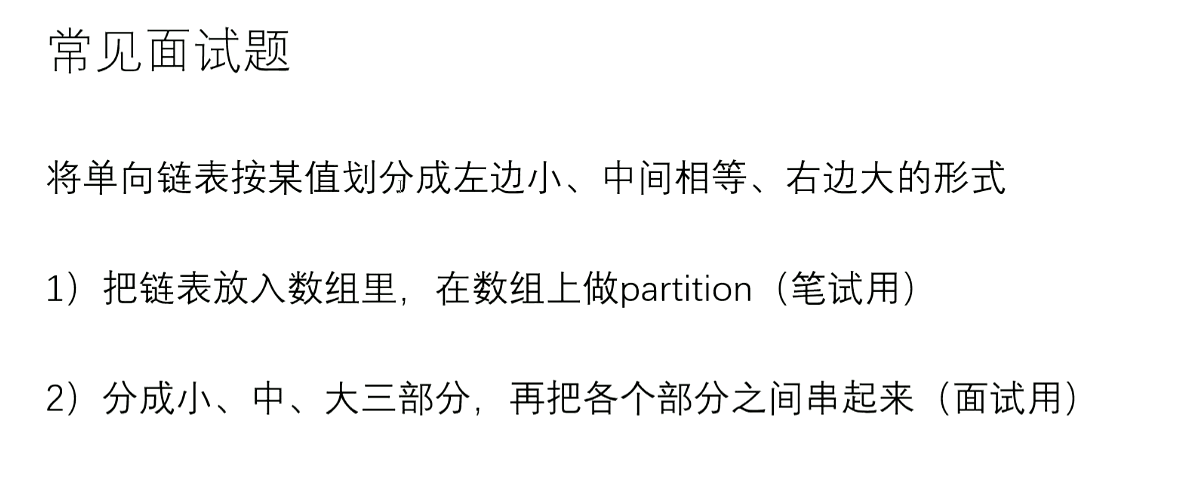 常见面试题
将单向链表按某值划分成左边小、中间相等、右边大的形式
1）把链表放入数组里，在数组上做partition（笔试用）
2）分成小、中、大三部分，再把各个部分之间串起来（面试用）